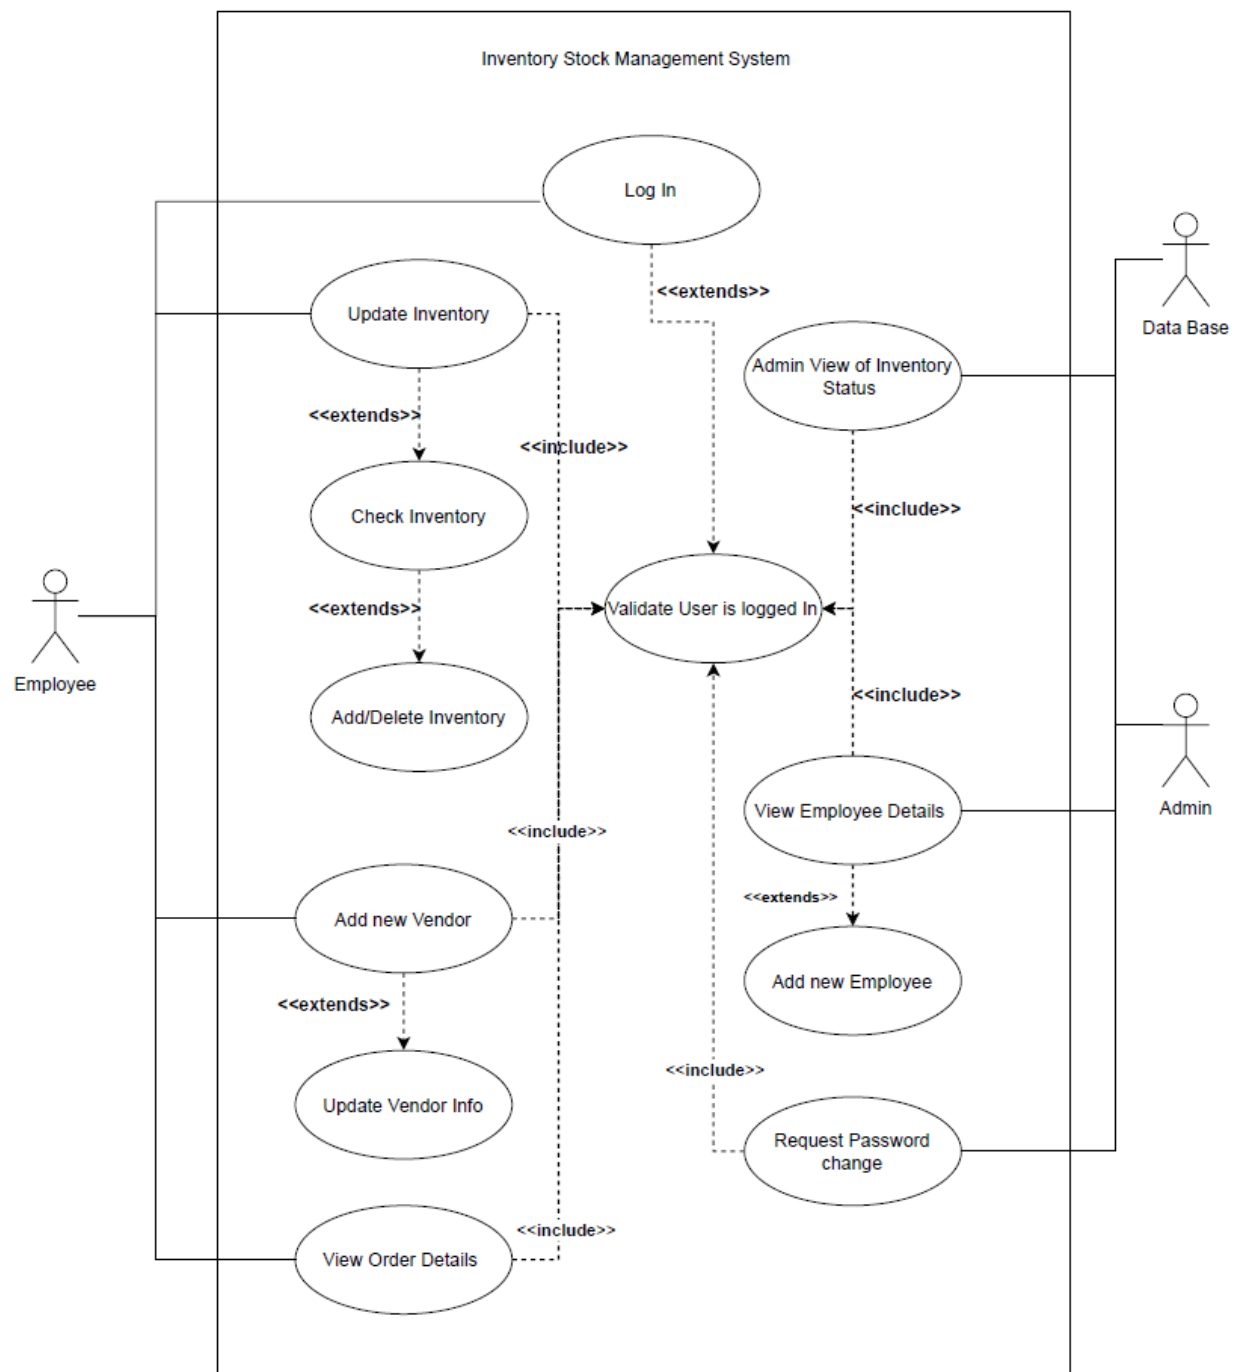 Inventory Stock Management System
Log In
<<extends>>
Update Inventory
Data Base
Admin View of Inventory
Status
<<extends>>
<<include>>
<<include>>
Check Inventory
<<extends>>
Validate User is logged In
Employee
<<include>>
Add/Delete Inventory
Admin
View Employee Details
<<include>>
<<extends>>
Add new Vendor
Add new Employee
<<extends>>
<<include>>
Update Vendor Info
Request Password
change
<<include>>
View Order Details